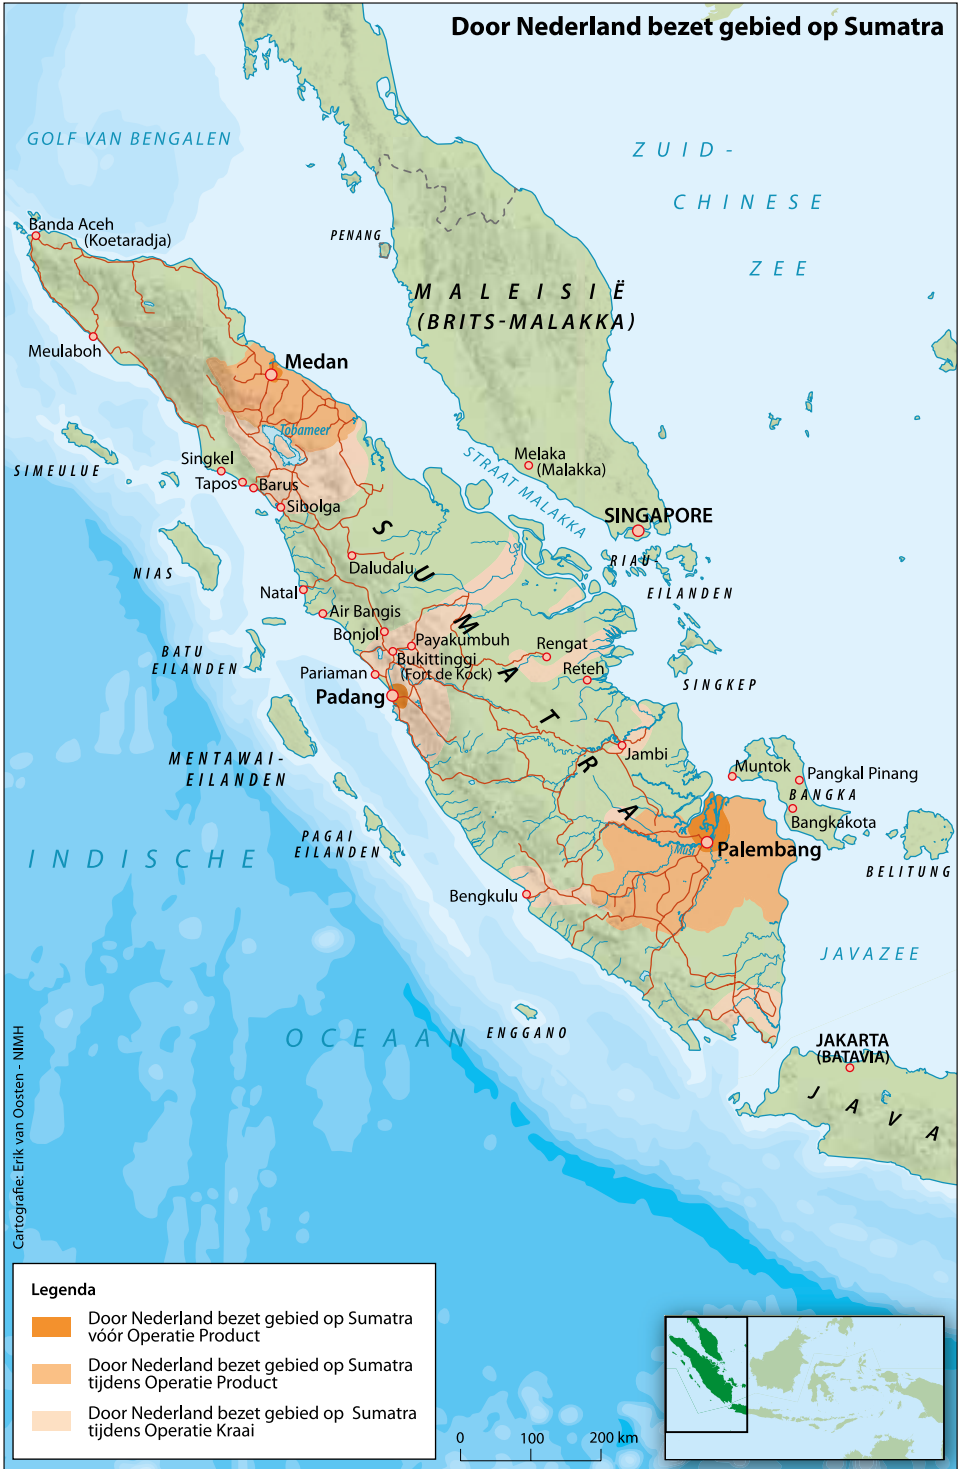 Door Nederland bezet gebied op Sumatra
GOLF VAN BENGALEN
ZUID-
CHINESE
ZEE
Banda Aceh
(Koetaradja)
PENANG
MALEISIË
(BRITS-MALAKKA)
Meulaboh
Medan
Tobameer
Melaka
(Malakka)
STRAAT MALAKKA
SIMEULUE
Singkel
Tapos
Barus
Sibolga
SINGAPORE
RIAU
EILANDEN
NIAS
Daludalu
SUMATRA
Natal
Air Bangis
Bonjol
Payakumbuh
Bukittinggi
(Fort de Kock)
Rengat
Reteh
BATU
EILANDEN
Pariaman
Padang
SINGKEP
MENTAWAI-
EILANDEN
Jambi
Muntok
Pangkal Pinang
BANGKA
Bangkakota
PAGAI
EILANDEN
Musi
Palembang
BELITUNG
INDISCHE
Bengkulu
JAVAZEE
OCEAAN
ENGGANO
JAKARTA
(BATAVIA)
JAVA
Cartografie: Erik van Oosten - NIMH
Legenda
Door Nederland bezet gebied op Sumatra
vóór Operatie Product
Door Nederland bezet gebied op Sumatra
tijdens Operatie Product
Door Nederland bezet gebied op Sumatra
tijdens Operatie Kraai
0 100 200 km